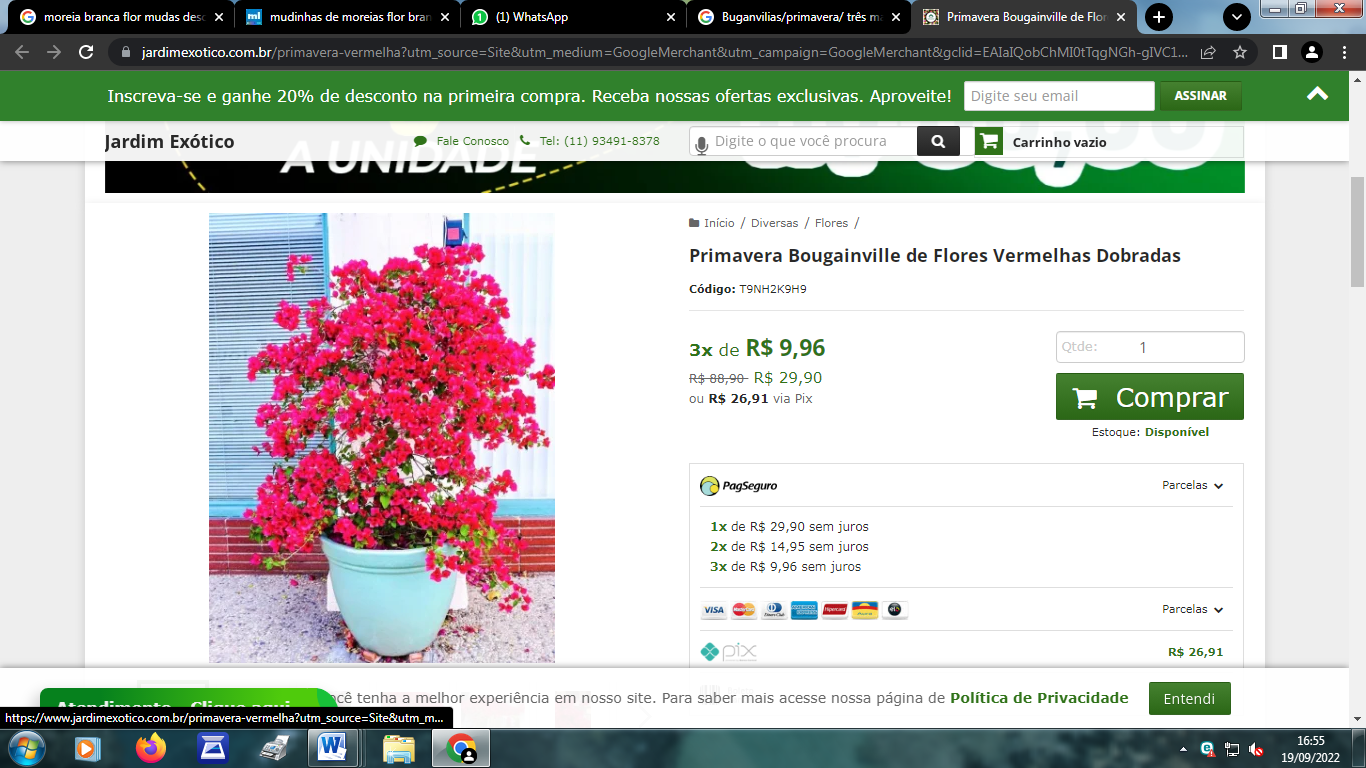 moreia branca flor mudas desc
mudinhas de moreias flor bran
(1) WhatsApp
Buganvilias/primavera/ três ma
Primavera Bougainville de Flor
jardimexotico.com.br/primavera-vermelha?utm_source=Site&utm_medium=GoogleMerchant&utm_campaign=GoogleMerchant&gclid=EAIaIQobChMI0tTqgNGh-gIVC1...
Inscreva-se e ganhe 20% de desconto na primeira compra. Receba nossas ofertas exclusivas. Aproveite!
Digite seu email
ASSINAR
Jardim Exótico
Fale Conosco
Tel: (11) 93491-8378
Digite o que você procura
Carrinho vazio
A UNIDADE
Início / Diversas / Flores /
Primavera Bougainville de Flores Vermelhas Dobradas
Código: T9NH2K9H9
3x de R$ 9,96
R$ 88,90 R$ 29,90
ou R$ 26,91 via Pix
Qtde: 1
Comprar
Estoque: Disponível
PagSeguro
Parcelas
1x de R$ 29,90 sem juros
2x de R$ 14,95 sem juros
3x de R$ 9,96 sem juros
VISA
Parcelas
pix
R$ 26,91
ocê tenha a melhor experiência em nosso site. Para saber mais acesse nossa página de Política de Privacidade
Entendi
Atendimento - Clique aqui
https://www.jardimexotico.com.br/primavera-vermelha?utm_source=Site&utm_m...
16:55
19/09/2022